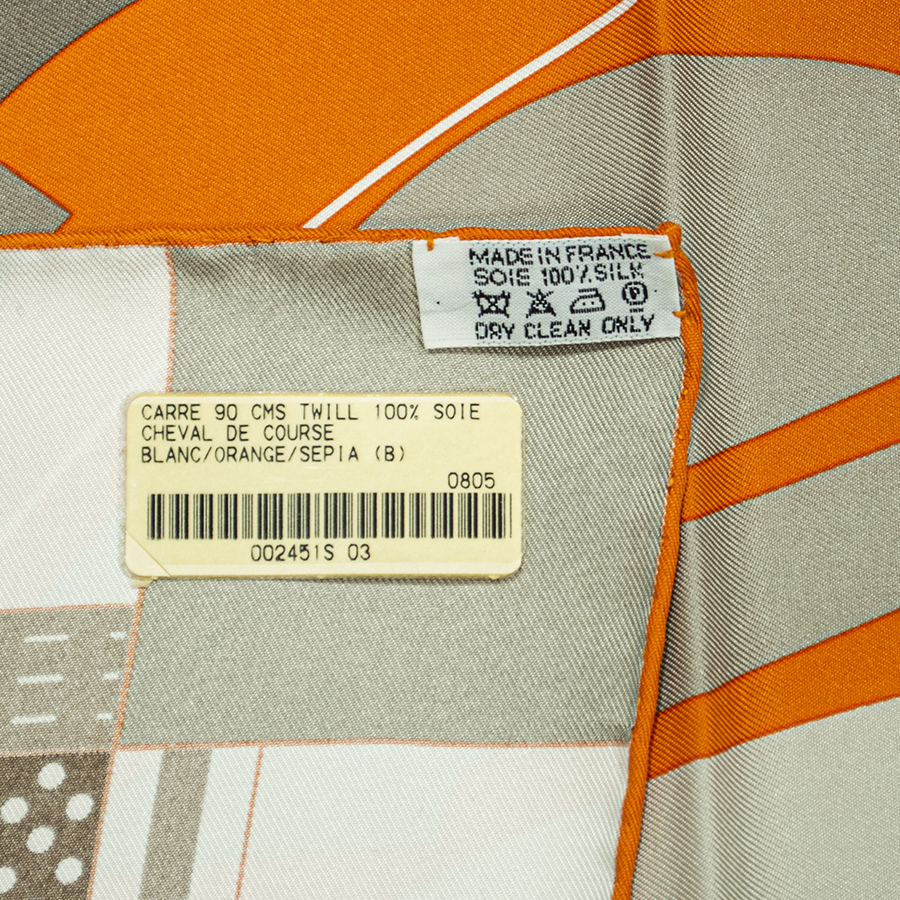 MADE IN FRANCE
SOIE 100% SILK
DRY CLEAN ONLY
CARRE 90 CMS TWILL 100% SOIE
CHEVAL DE COURSE
BLANC/ORANGE/SEPIA (B)
0805
002451S 03